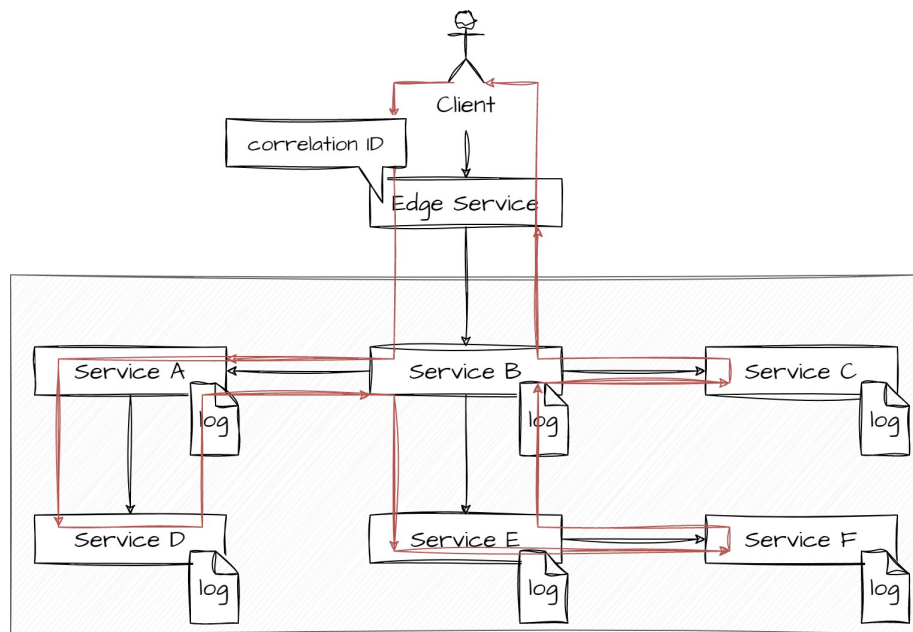 Client
correlation ID
Edge Service
Service A
Service B
Service C
log
log
log
Service D
Service E
Service F
log
log
log